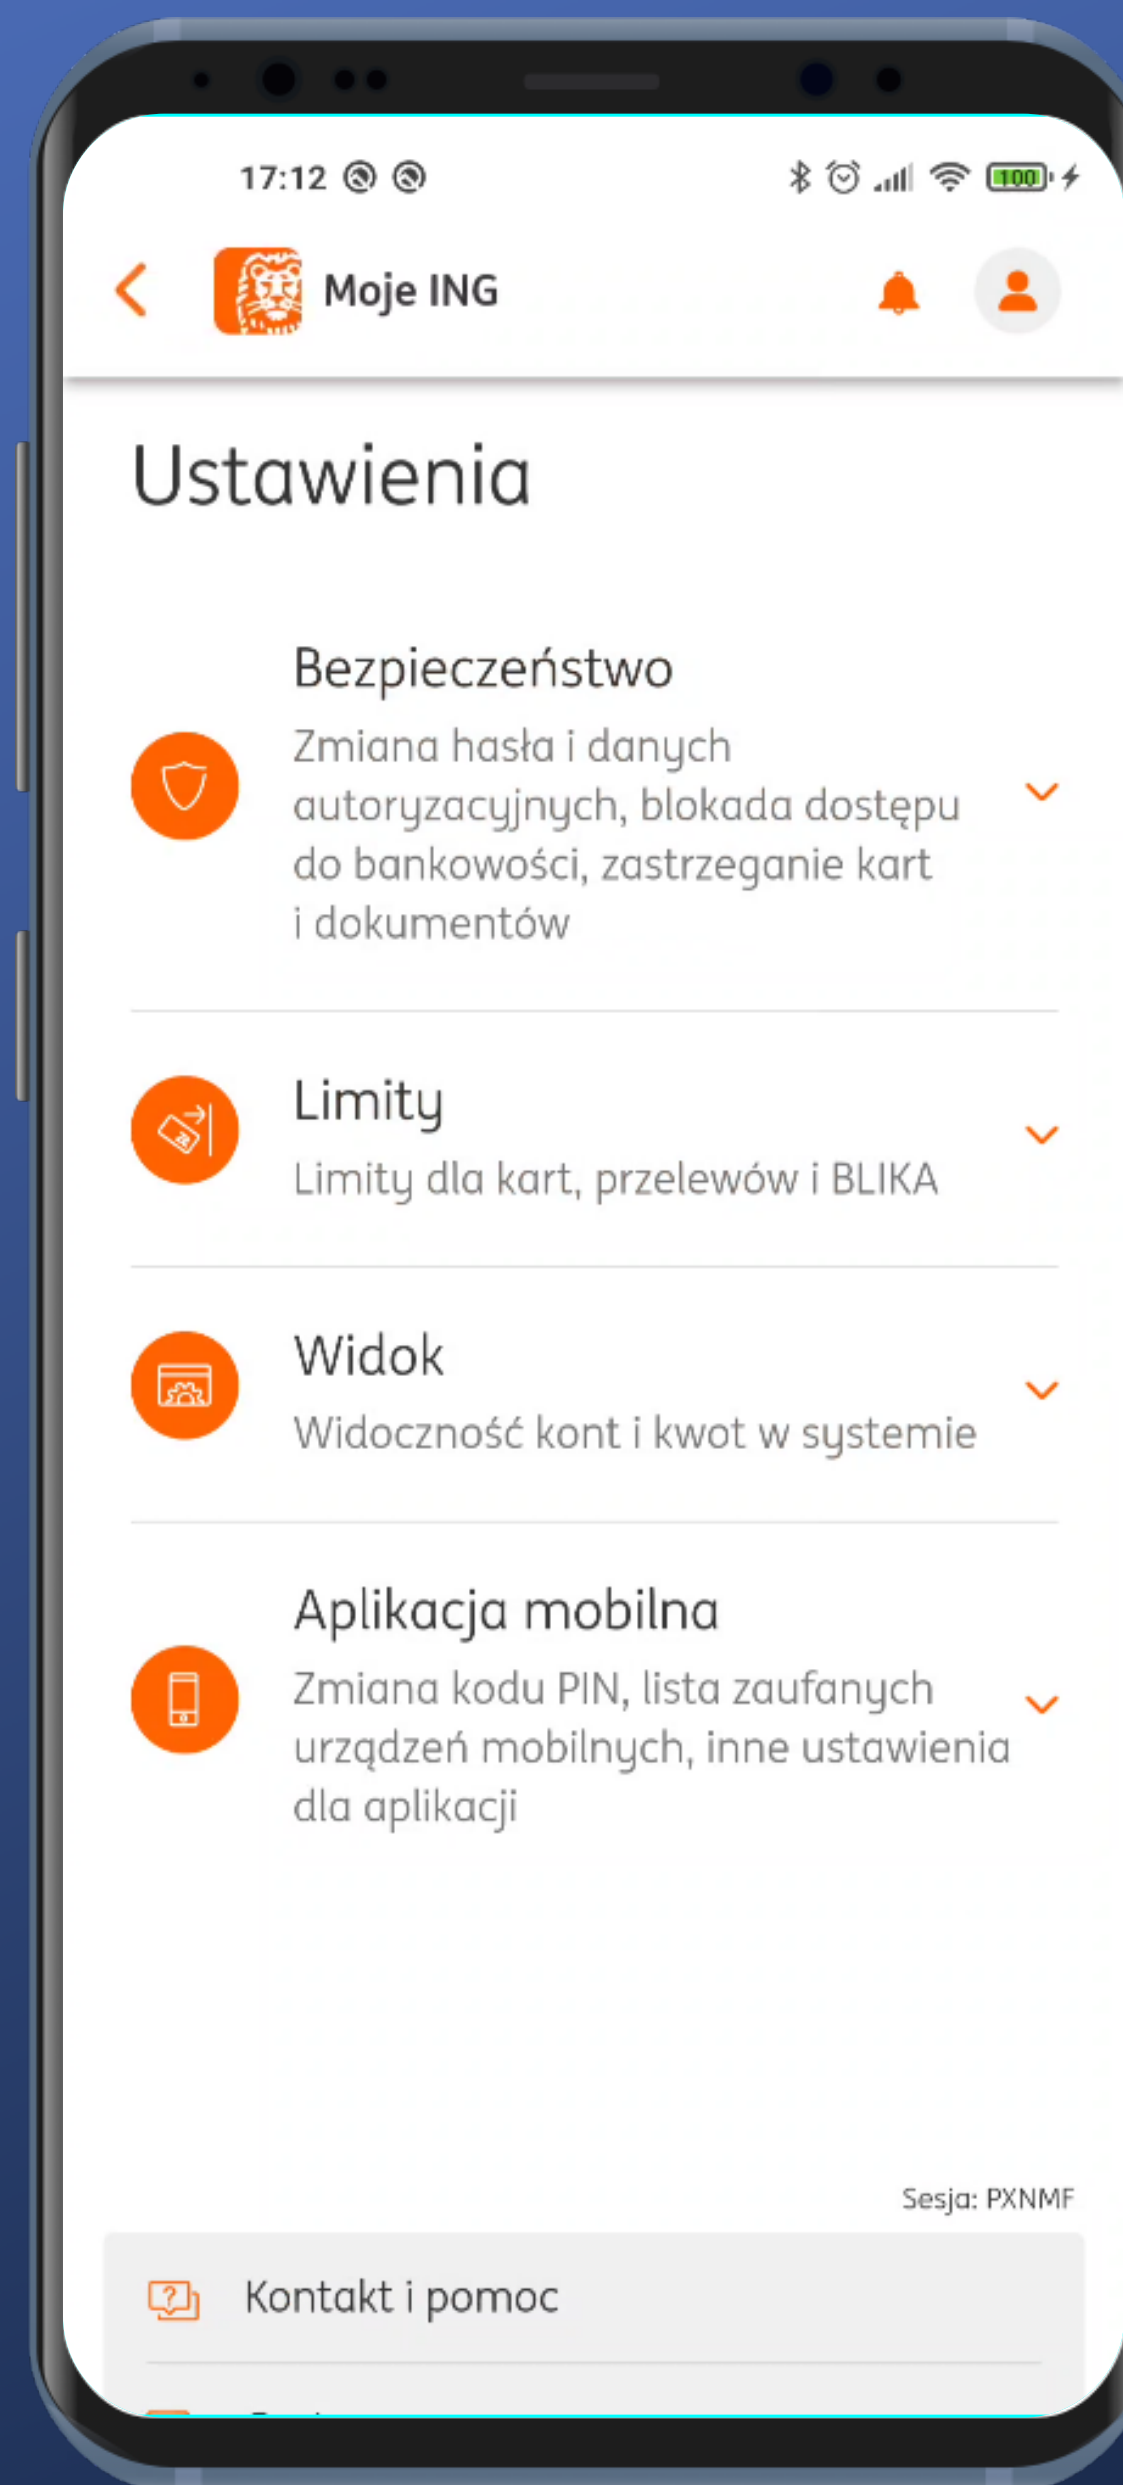 17:12
100
Moje ING
Ustawienia
Bezpieczeństwo
Zmiana hasła i danych
autoryzacyjnych, blokada dostępu
do bankowości, zastrzeganie kart
i dokumentów
Limity
Limity dla kart, przelewów i BLIKA
Widok
Widoczność kont i kwot w systemie
Aplikacja mobilna
Zmiana kodu PIN, lista zaufanych
urządzeń mobilnych, inne ustawienia
dla aplikacji
Sesja: PXNMF
Kontakt i pomoc